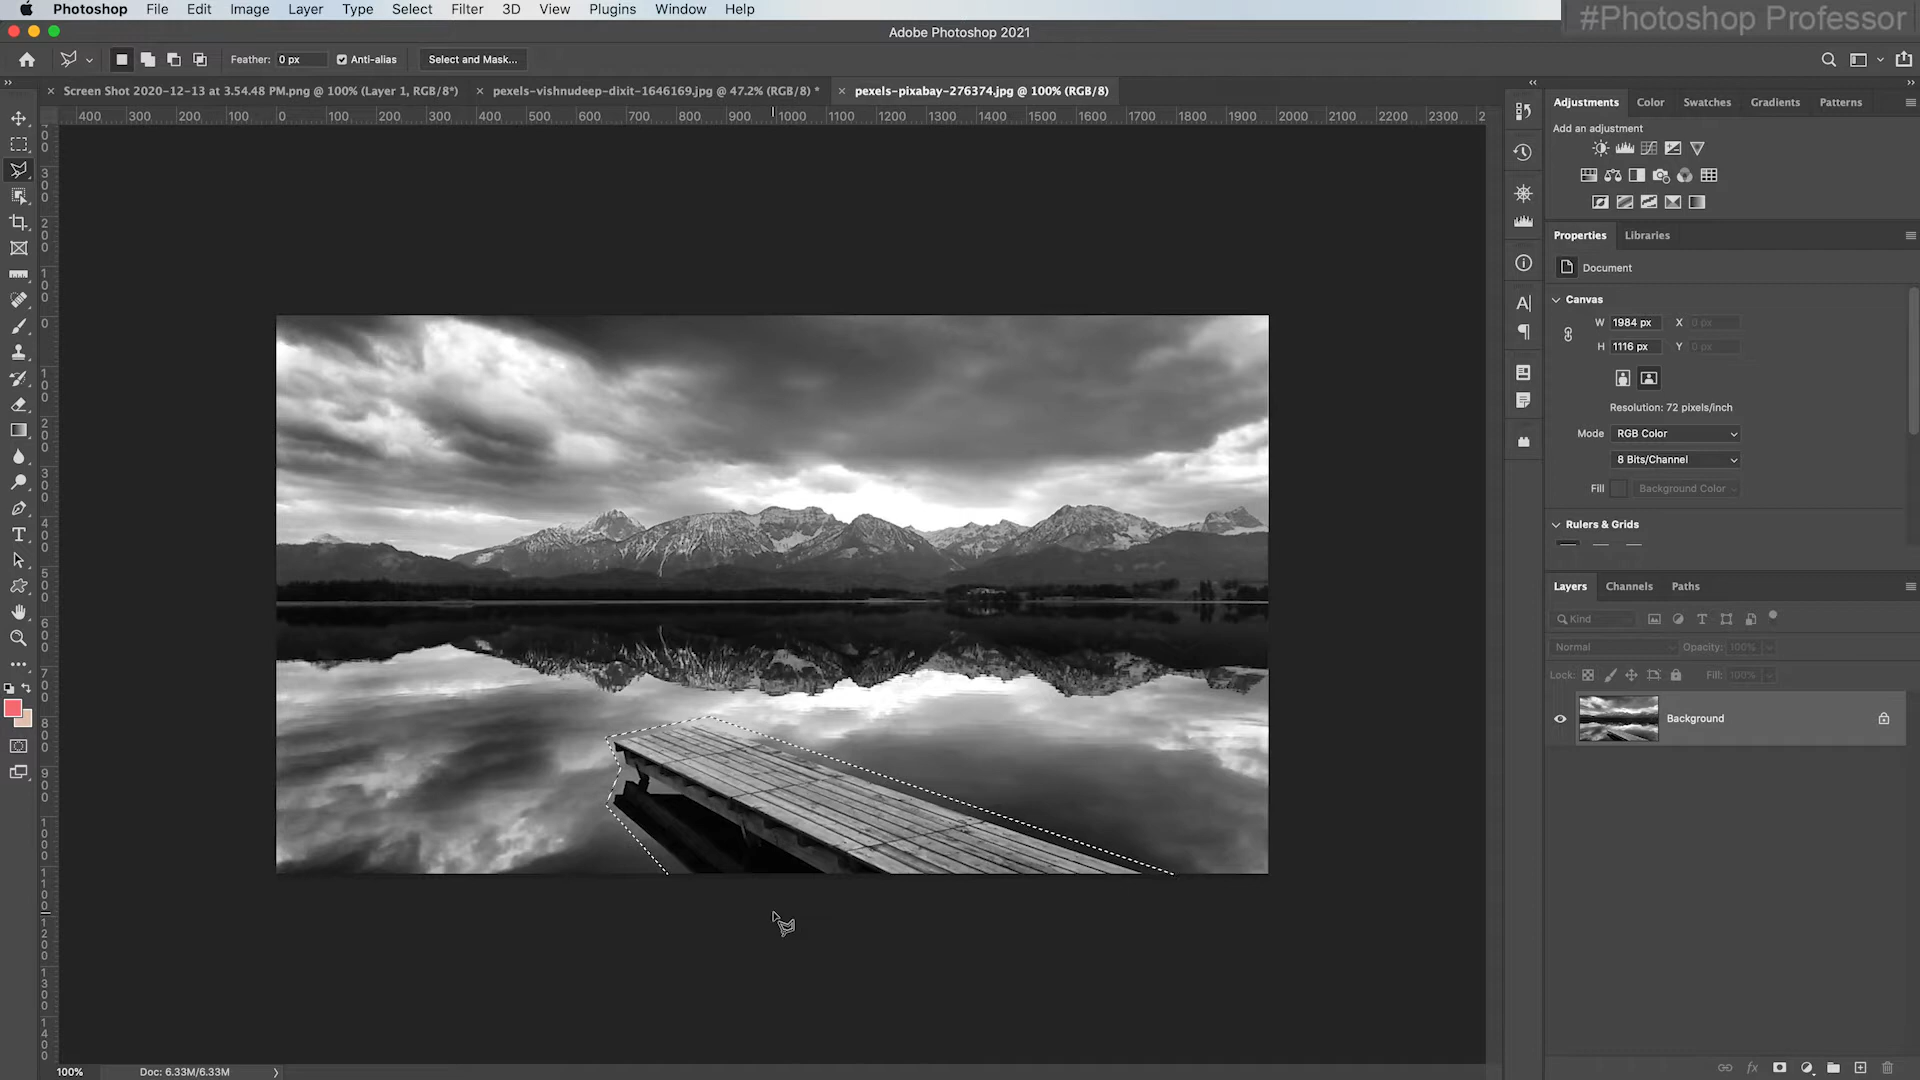 Photoshop File Edit Image Layer Type Select Filter 3D View Plugins Window Help
#Photoshop Professor
Adobe Photoshop 2021
Feather: 0 px Anti-alias Select and Mask...
Screen Shot 2020-12-13 at 3.54.48 PM.png @ 100% (Layer 1, RGB/8*)
pexels-vishnudeep-dixit-1646169.jpg @ 47.2% (RGB/8) *
pexels-pixabay-276374.jpg @ 100% (RGB/8)
400 300 200 100 0 100 200 300 400 500 600 700 800 900 1000 1100 1200 1300 1400 1500 1600 1700 1800 1900 2000 2100 2200 2300 2
Adjustments Color Swatches Gradients Patterns
Add an adjustment
Properties Libraries
Document
Canvas
W 1984 px X 0 px
H 1116 px Y 0 px
Resolution: 72 pixels/inch
Mode RGB Color
8 Bits/Channel
Fill Background Color
Rulers & Grids
Layers Channels Paths
Kind
Normal Opacity: 100%
Lock: Fill: 100%
Background
100% Doc: 6.33M/6.33M